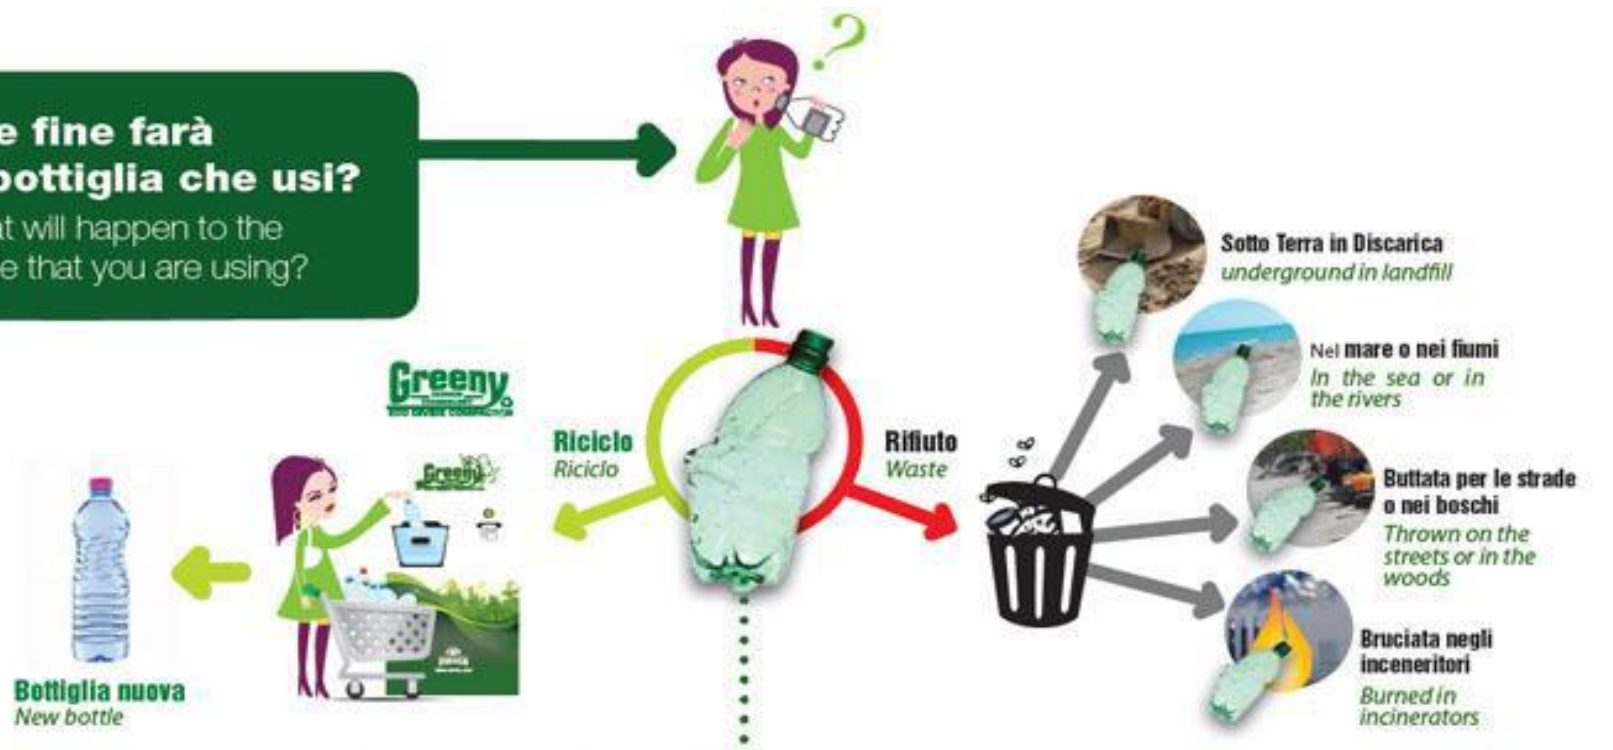 e fine farà
bottiglia che usi?
at will happen to the
e that you are using?
?
Sotto Terra in Discarica
underground in landfill
Nel mare o nei fiumi
In the sea or in
the rivers
Greeny
Riciclo
Riciclo
Rifiuto
Waste
Greeny
Buttata per le strade
o nei boschi
Thrown on the
streets or in the
woods
Bruciata negli
inceneritori
Burned in
incinerators
Bottiglia nuova
New bottle